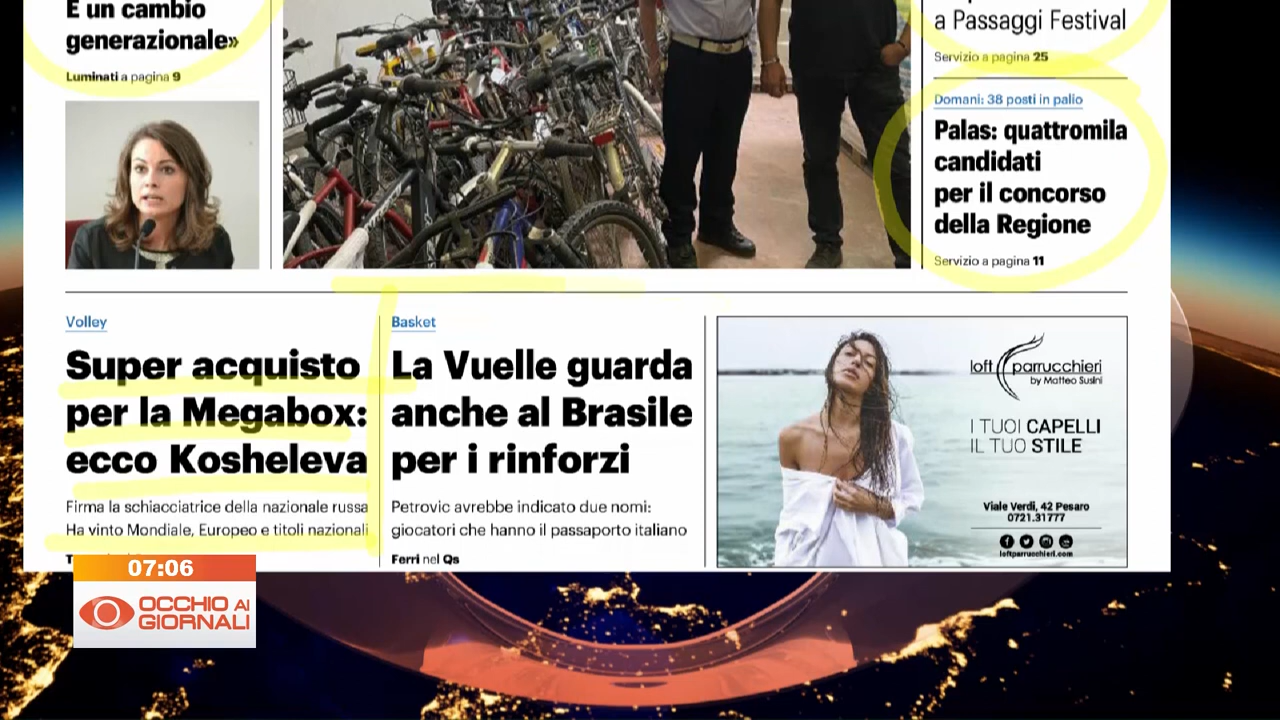 È un cambio
generazionale»
Luminati a pagina 9
a Passaggi Festival
Servizio a pagina 25
Domani: 38 posti in palio
Palas: quattromila
candidati
per il concorso
della Regione
Servizio a pagina 11
Volley
Super acquisto
per la Megabox:
ecco Kosheleva
Firma la schiacciatrice della nazionale russa
Ha vinto Mondiale, Europeo e titoli nazionali
Basket
La Vuelle guarda
anche al Brasile
per i rinforzi
Petrovic avrebbe indicato due nomi:
giocatori che hanno il passaporto italiano
Ferri nel Qs
loft parrucchieri
by Matteo Susini
I TUOI CAPELLI
IL TUO STILE
Viale Verdi, 42 Pesaro
0721.31777
loftparrucchieri.com
07:06
OCCHIO AI
GIORNALI